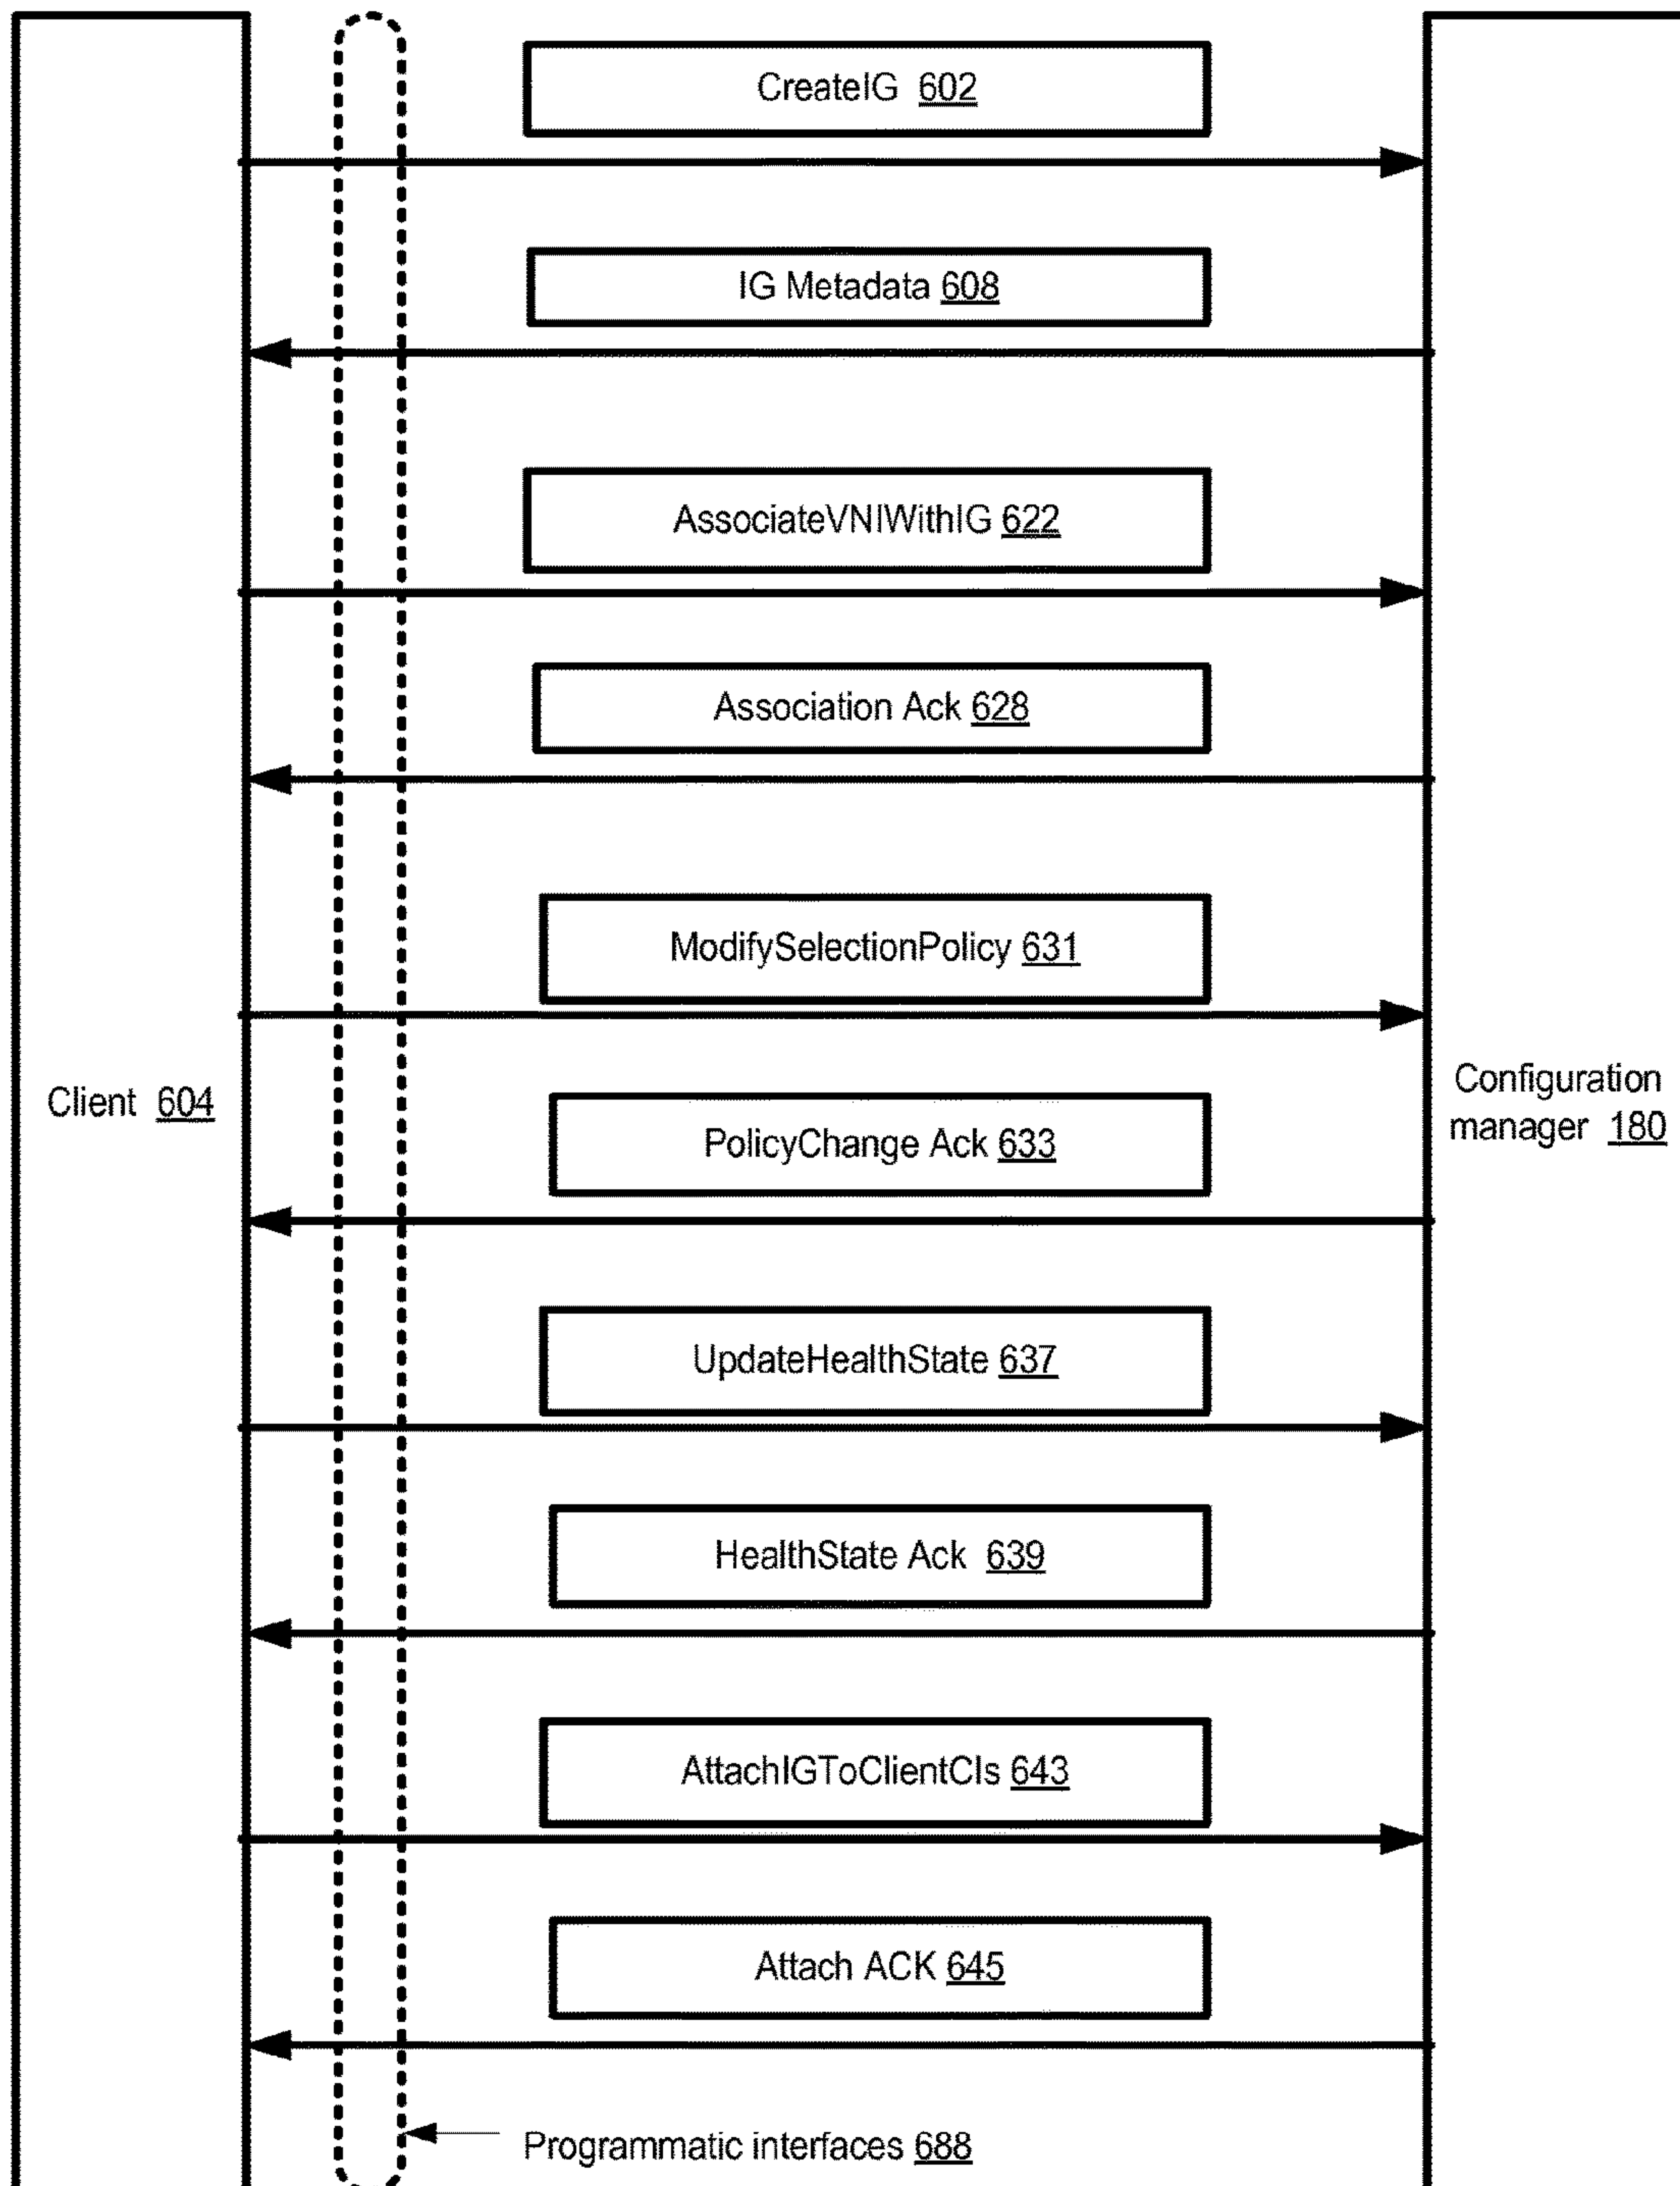 CreateIG 602
IG Metadata 608
AssociateVNIWithIG 622
Association Ack 628
ModifySelectionPolicy 631
Client 604
Configuration
manager 180
PolicyChange Ack 633
UpdateHealthState 637
HealthState Ack 639
AttachIGToClientCIs 643
Attach ACK 645
Programmatic interfaces 688